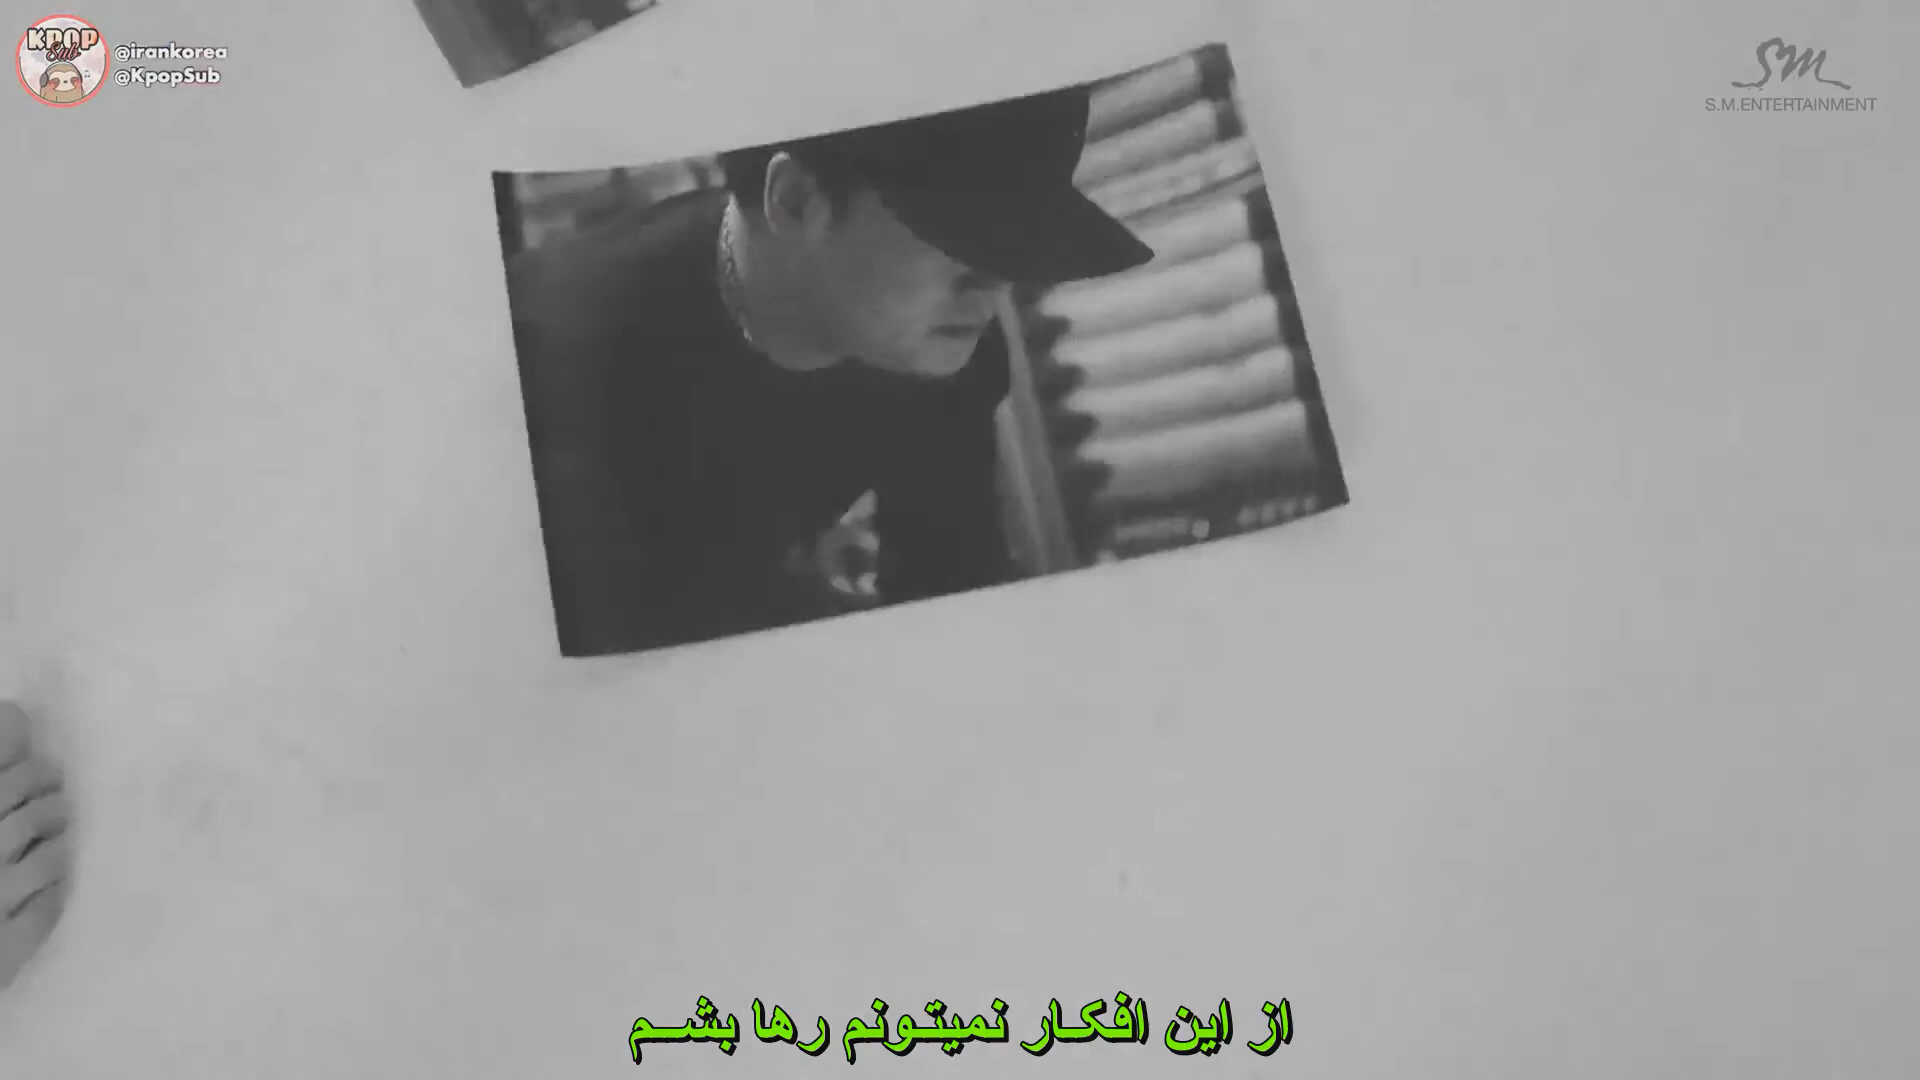 KPOP
Sub
@irankorea
@KpopSub
SM
S.M.ENTERTAINMENT
از این افکار نمیتونم رها بشم